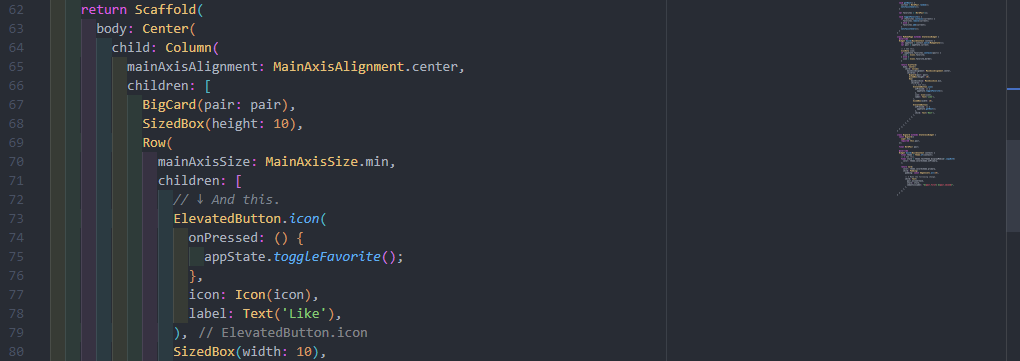 62 return Scaffold(
63 body: Center(
64 child: Column(
65 mainAxisAlignment: MainAxisAlignment.center,
66 children: [
67 BigCard(pair: pair),
68 SizedBox(height: 10),
69 Row(
70 mainAxisSize: MainAxisSize.min,
71 children: [
72 // ↓ And this.
73 ElevatedButton.icon(
74 onPressed: () {
75 appState.toggleFavorite();
76 },
77 icon: Icon(icon),
78 label: Text('Like'),
79 ), // ElevatedButton.icon
80 SizedBox(width: 10),